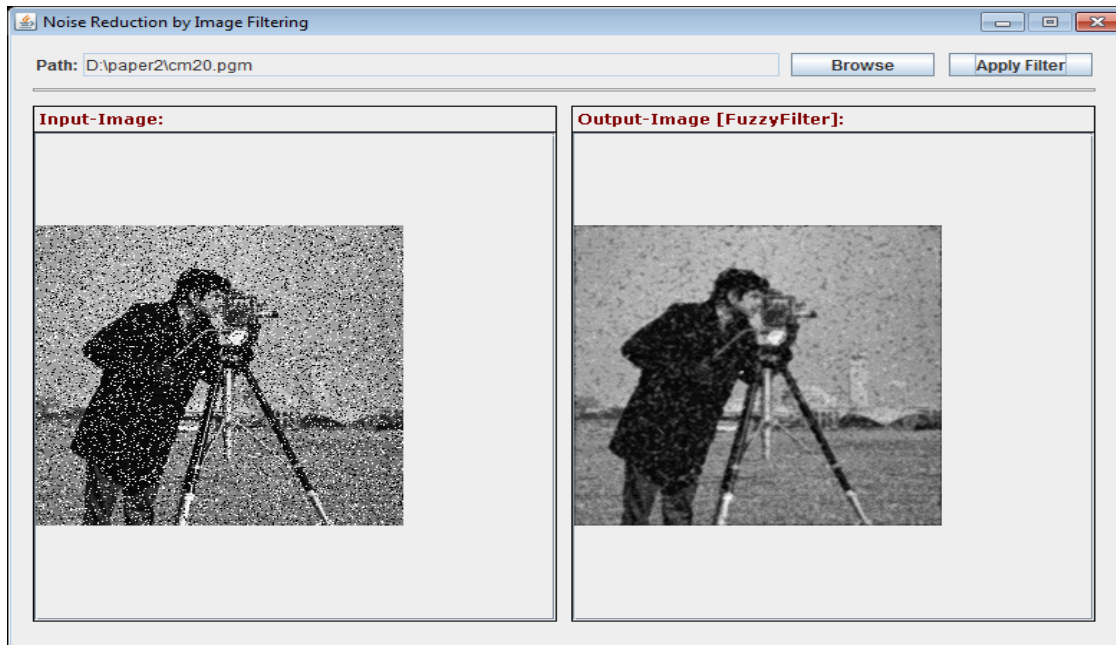 Noise Reduction by Image Filtering
Path: D:\paper2\cm20.pgm Browse Apply Filter
Input-Image: Output-Image [FuzzyFilter]: